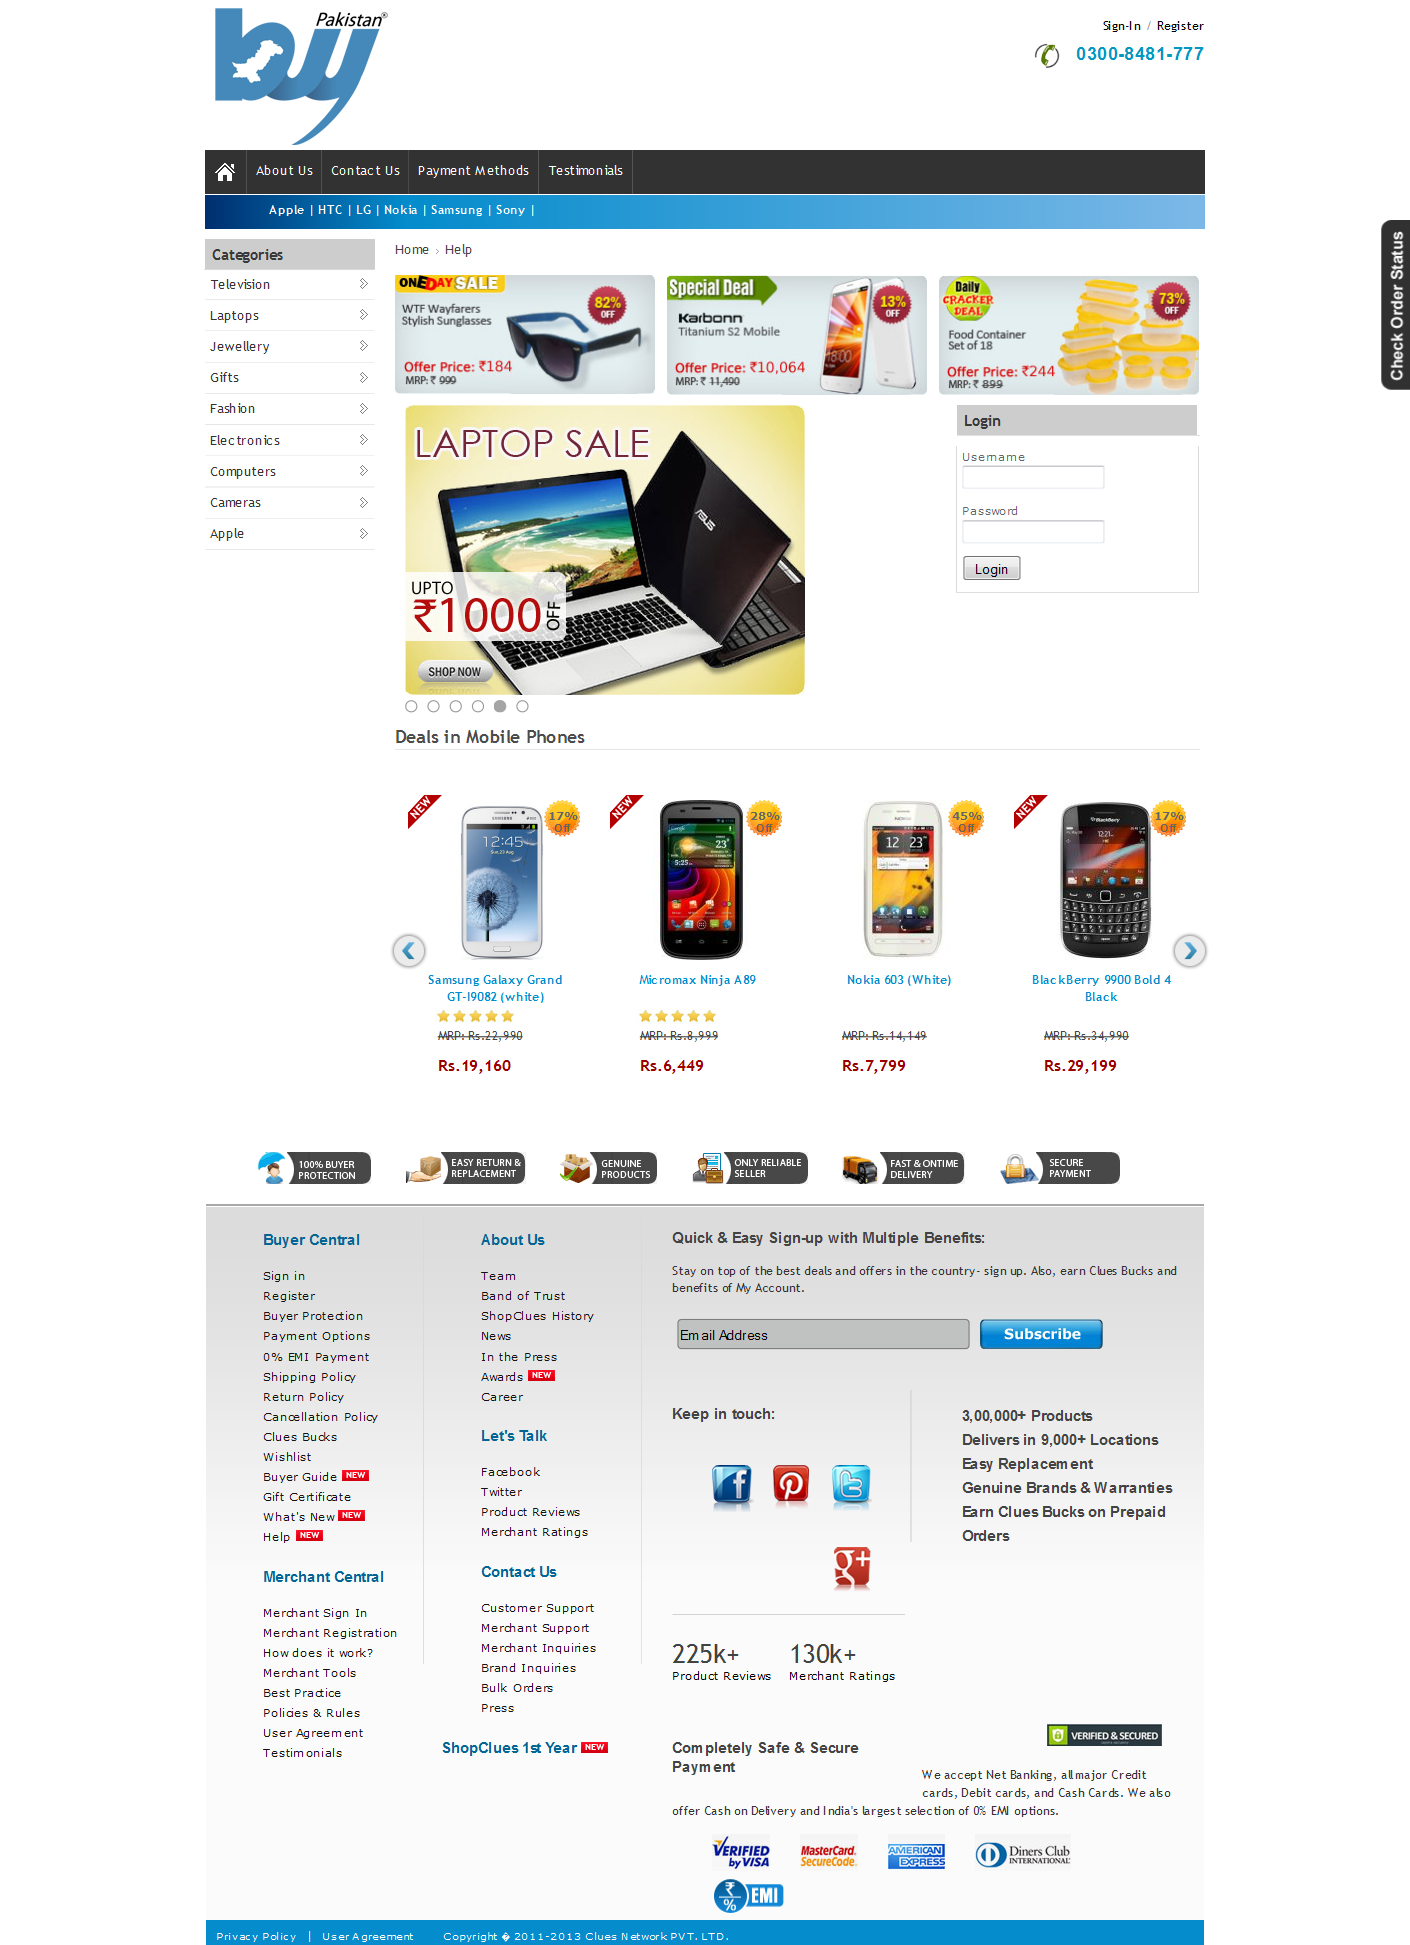 Pakistan®
buy
Sign-In / Register
0300-8481-777
About Us
Contact Us
Payment Methods
Testimonials
Apple | HTC | LG | Nokia | Samsung | Sony |
Check Order Status
Categories
Television
Laptops
Jewellery
Gifts
Fashion
Electronics
Computers
Cameras
Apple
Home › Help
ONEDAY SALE
WTF Wayfarers
Stylish Sunglasses
82%
OFF
Offer Price: ₹184
MRP: ₹ 999
Special Deal
Karbonn
Titanium S2 Mobile
13%
OFF
Offer Price: ₹10,064
MRP: ₹ 11,490
Daily
CRACKER
DEAL
Food Container
Set of 18
73%
OFF
Offer Price: ₹244
MRP: ₹ 899
LAPTOP SALE
ASUS
UPTO
₹1000 OFF
SHOP NOW
Login
Username
Password
Login
Deals in Mobile Phones
NEW
17%
Off
Samsung Galaxy Grand
GT-I9082 (white)
MRP: Rs.22,990
Rs.19,160
NEW
28%
Off
Micromax Ninja A89
MRP: Rs.8,999
Rs.6,449
45%
Off
Nokia 603 (White)
MRP: Rs.14,149
Rs.7,799
NEW
17%
Off
BlackBerry 9900 Bold 4
Black
MRP: Rs.34,990
Rs.29,199
100% BUYER
PROTECTION
EASY RETURN &
REPLACEMENT
GENUINE
PRODUCTS
ONLY RELIABLE
SELLER
FAST & ONTIME
DELIVERY
SECURE
PAYMENT
Buyer Central
Sign in
Register
Buyer Protection
Payment Options
0% EMI Payment
Shipping Policy
Return Policy
Cancellation Policy
Clues Bucks
Wishlist
Buyer Guide NEW
Gift Certificate
What's New NEW
Help NEW
Merchant Central
Merchant Sign In
Merchant Registration
How does it work?
Merchant Tools
Best Practice
Policies & Rules
User Agreement
Testimonials
About Us
Team
Band of Trust
ShopClues History
News
In the Press
Awards NEW
Career
Let's Talk
Facebook
Twitter
Product Reviews
Merchant Ratings
Contact Us
Customer Support
Merchant Support
Merchant Inquiries
Brand Inquiries
Bulk Orders
Press
ShopClues 1st Year NEW
Quick & Easy Sign-up with Multiple Benefits:
Stay on top of the best deals and offers in the country- sign up. Also, earn Clues Bucks and
benefits of My Account.
Email Address
Subscribe
Keep in touch:
3,00,000+ Products
Delivers in 9,000+ Locations
Easy Replacement
Genuine Brands & Warranties
Earn Clues Bucks on Prepaid
Orders
225k+
Product Reviews
130k+
Merchant Ratings
Completely Safe & Secure
Payment
VERIFIED & SECURED
We accept Net Banking, all major Credit
cards, Debit cards, and Cash Cards. We also
offer Cash on Delivery and India's largest selection of 0% EMI options.
VERIFIED
by VISA
MasterCard.
SecureCode.
AMERICAN
EXPRESS
Diners Club
INTERNATIONAL
₹
%
EMI
Privacy Policy | User Agreement Copyright � 2011-2013 Clues Network PVT. LTD.